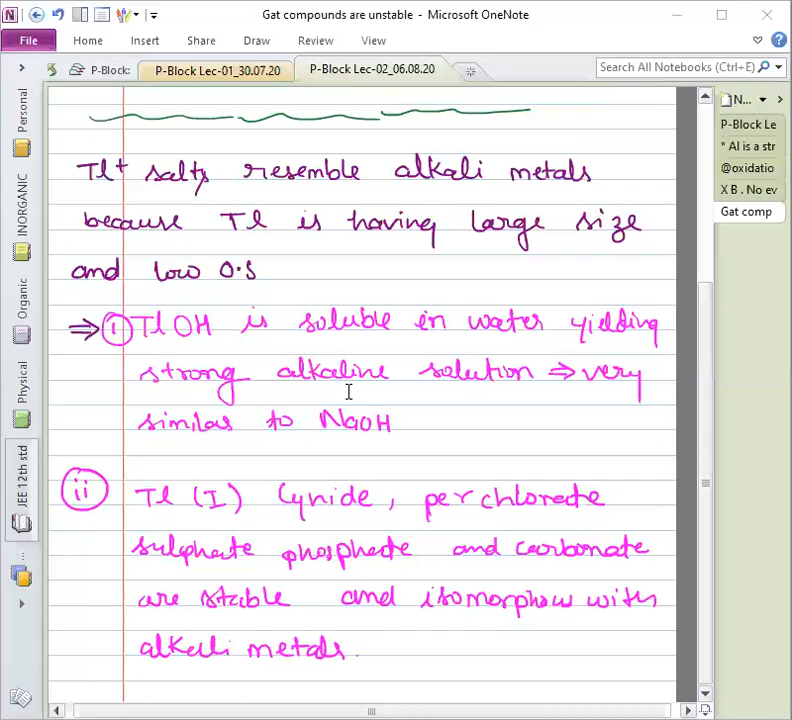 Gat compounds are unstable - Microsoft OneNote
File Home Insert Share Draw Review View
P-Block: P-Block Lec-01_30.07.20 P-Block Lec-02_06.08.20 Search All Notebooks (Ctrl+E)
N...
P-Block Le
* Al is a str
@oxidatio
X B . No ev
Gat comp
Personal
INORGANIC
Organic
Physical
JEE 12th std
Tl+ salts resemble alkali metals
because Tl is having large size
and low O.S
⇒ (i) TlOH is soluble in water yielding
strong alkaline solution ⇒ very
similar to NaOH
(ii) Tl (I) Cynide, perchlorate
sulphate phosphate and carbonate
are stable and isomorphow with
alkali metals.